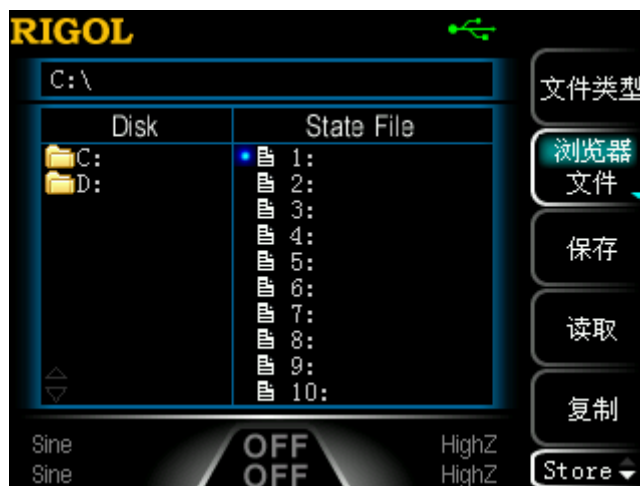 RIGOL
C:\
Disk
State File
C:
D:
1:
2:
3:
4:
5:
6:
7:
8:
9:
10:
文件类型
浏览器
文件
保存
读取
复制
Store
Sine
OFF
HighZ
Sine
OFF
HighZ